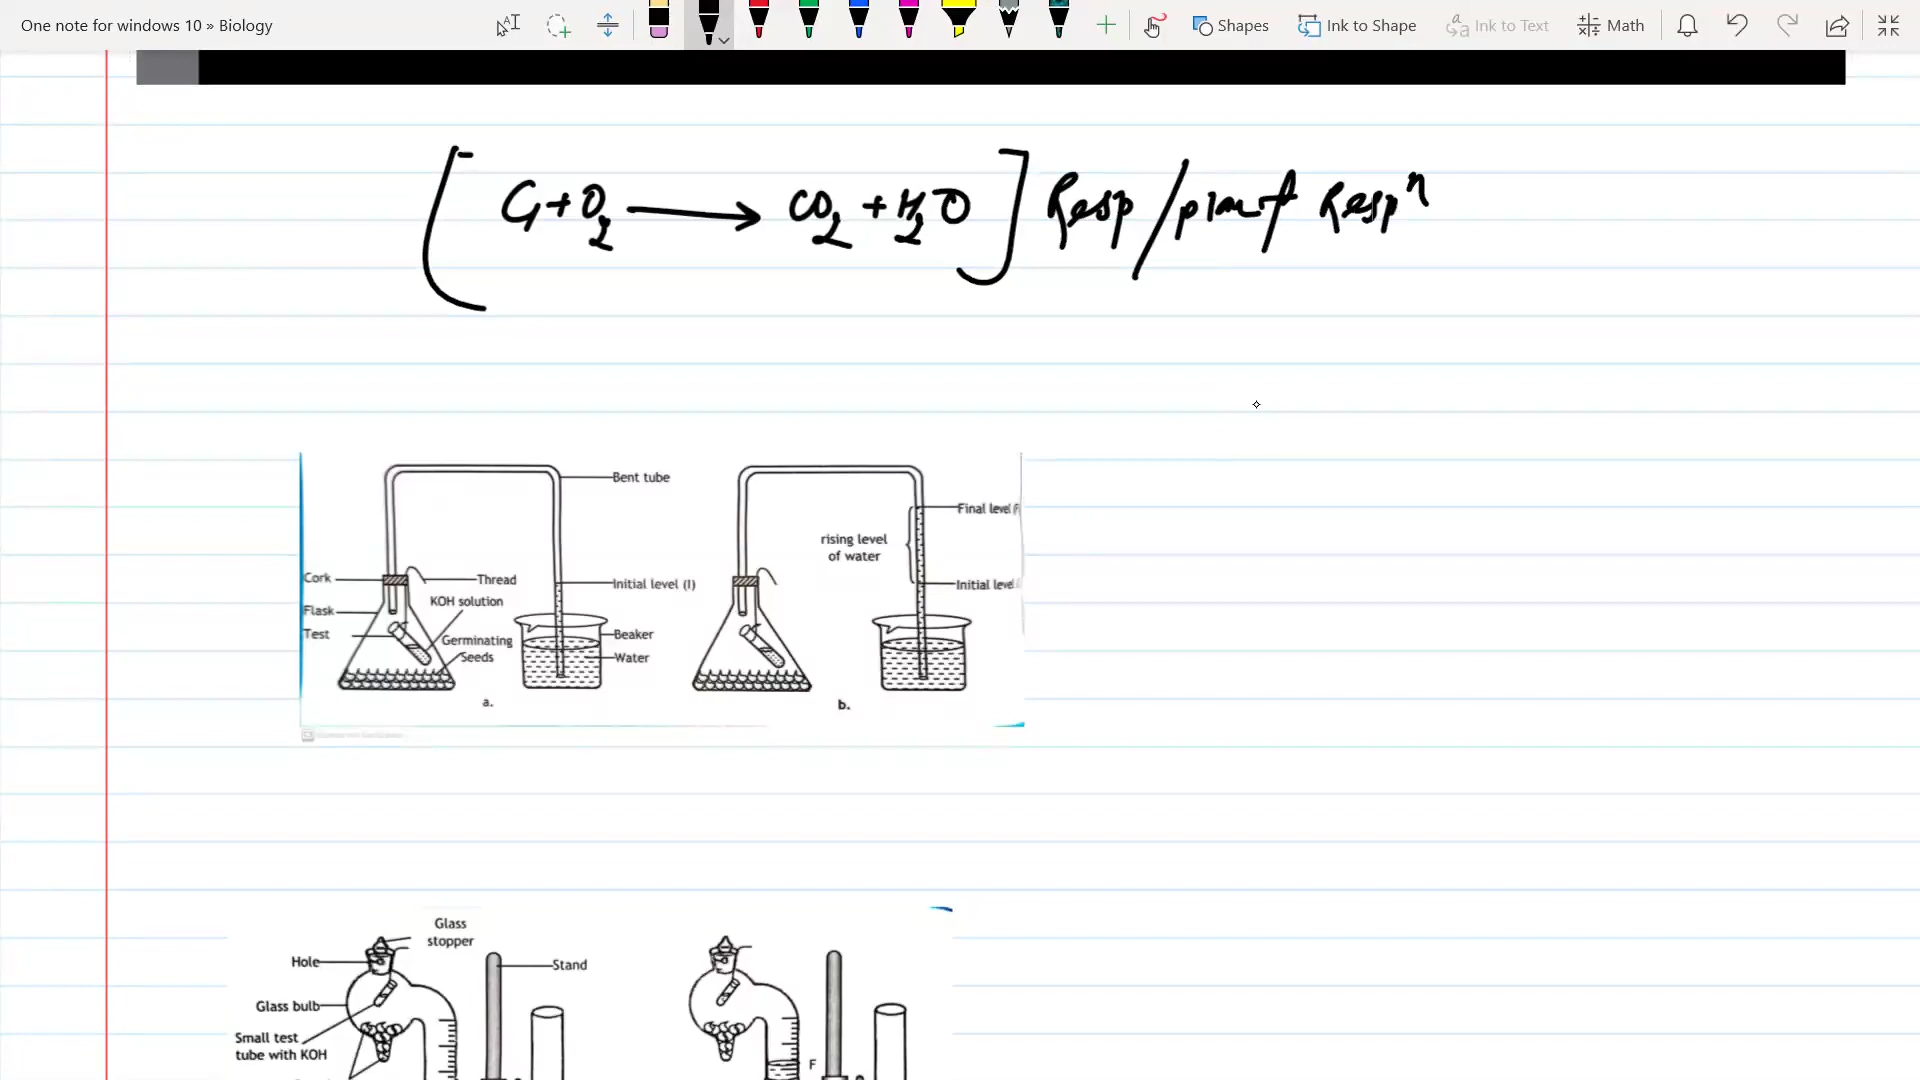 One note for windows 10 » Biology
Shapes
Ink to Shape
Ink to Text
Math
G+O2 → CO2 + H2O ] Resp/plant Respn
Bent tube
Final level
rising level
of water
Cork
Thread
Initial level (I)
Initial level
KOH solution
Flask
Test
Germinating
Seeds
Beaker
Water
a.
b.
Glass
stopper
Hole
Stand
Glass bulb
Small test
tube with KOH
F